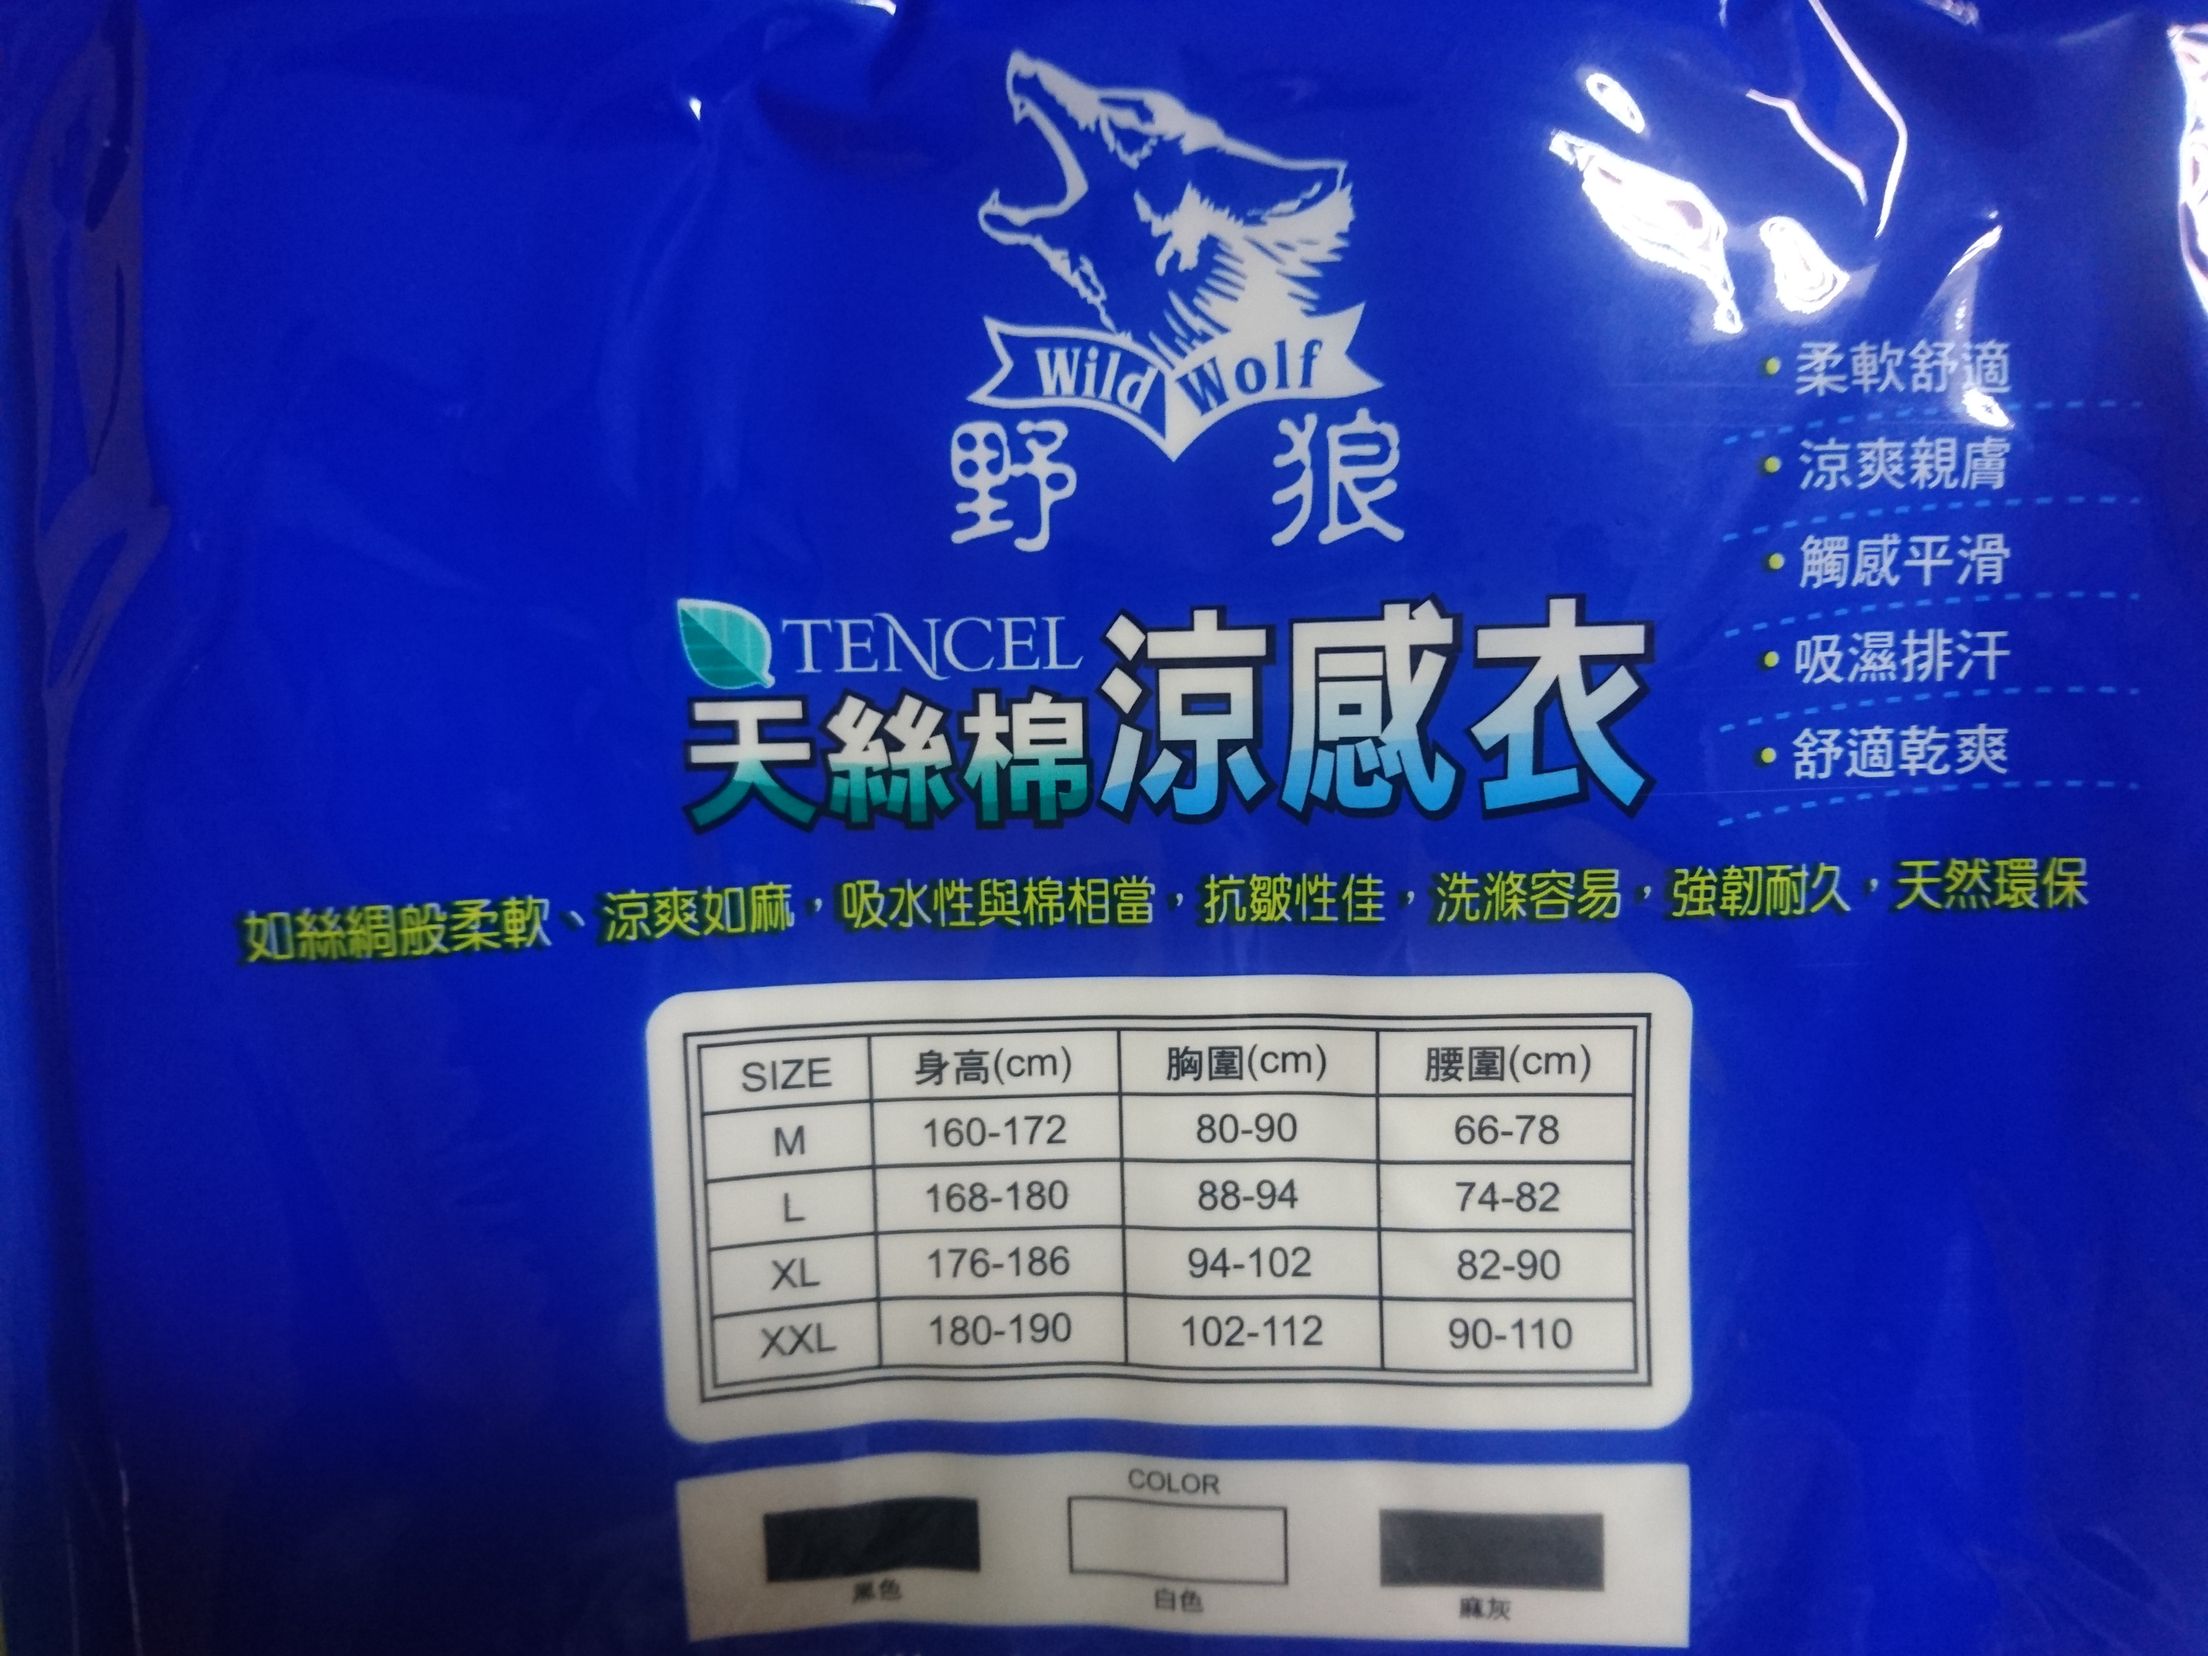 Wild Wolf
野 狼
TENCEL
天絲棉涼感衣
• 柔軟舒適
• 涼爽親膚
• 觸感平滑
• 吸濕排汗
• 舒適乾爽
如絲綢般柔軟、涼爽如麻，吸水性與棉相當，抗皺性佳，洗滌容易，強韌耐久，天然環保
SIZE 身高(cm) 胸圍(cm) 腰圍(cm)
M 160-172 80-90 66-78
L 168-180 88-94 74-82
XL 176-186 94-102 82-90
XXL 180-190 102-112 90-110
COLOR
黑色 白色 麻灰